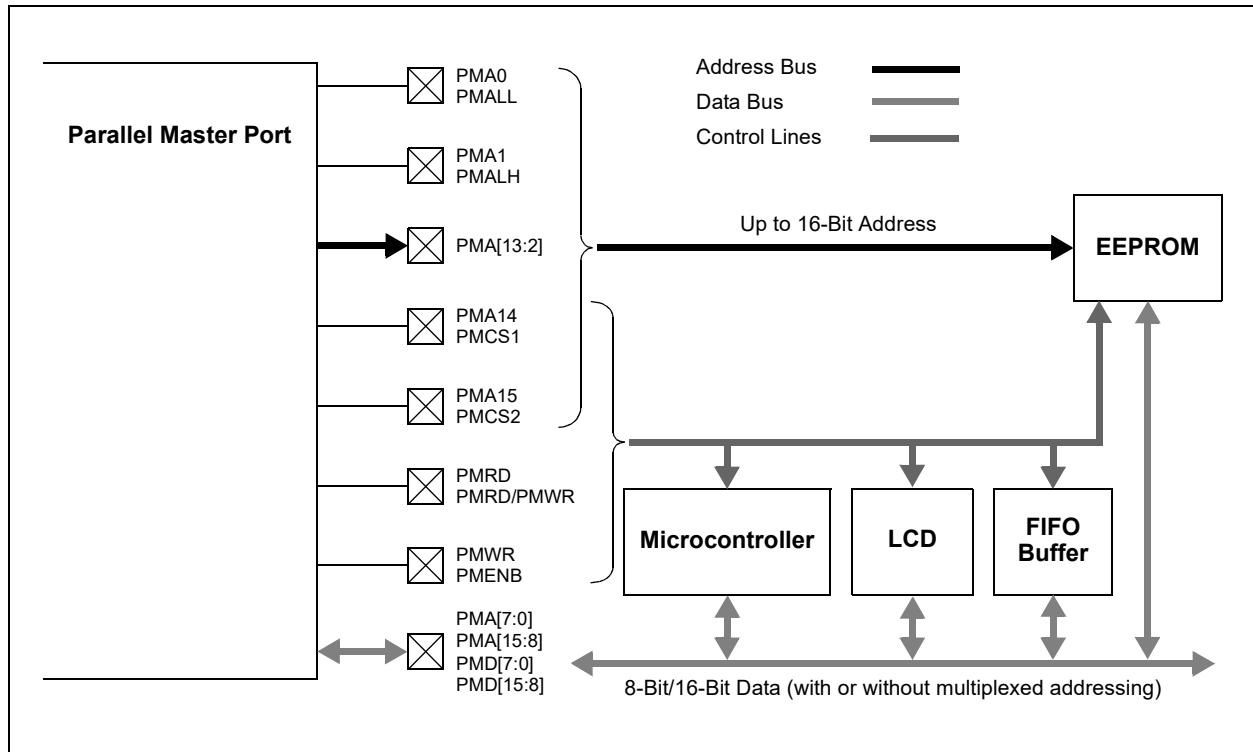 Parallel Master Port
PMA0
PMALL
PMA1
PMALH
PMA[13:2]
PMA14
PMCS1
PMA15
PMCS2
PMRD
PMRD/PMWR
PMWR
PMENB
PMA[7:0]
PMA[15:8]
PMD[7:0]
PMD[15:8]
Address Bus
Data Bus
Control Lines
Up to 16-Bit Address
EEPROM
Microcontroller
LCD
FIFO
Buffer
8-Bit/16-Bit Data (with or without multiplexed addressing)